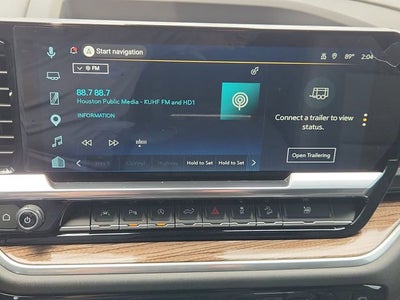 Start navigation
89°
2:04
FM
88.7 88.7
Houston Public Media - KUHF FM and HD1
INFORMATION
Connect a trailer to view
status.
Open Trailering
Highway
Hold to Set
Hold to Set